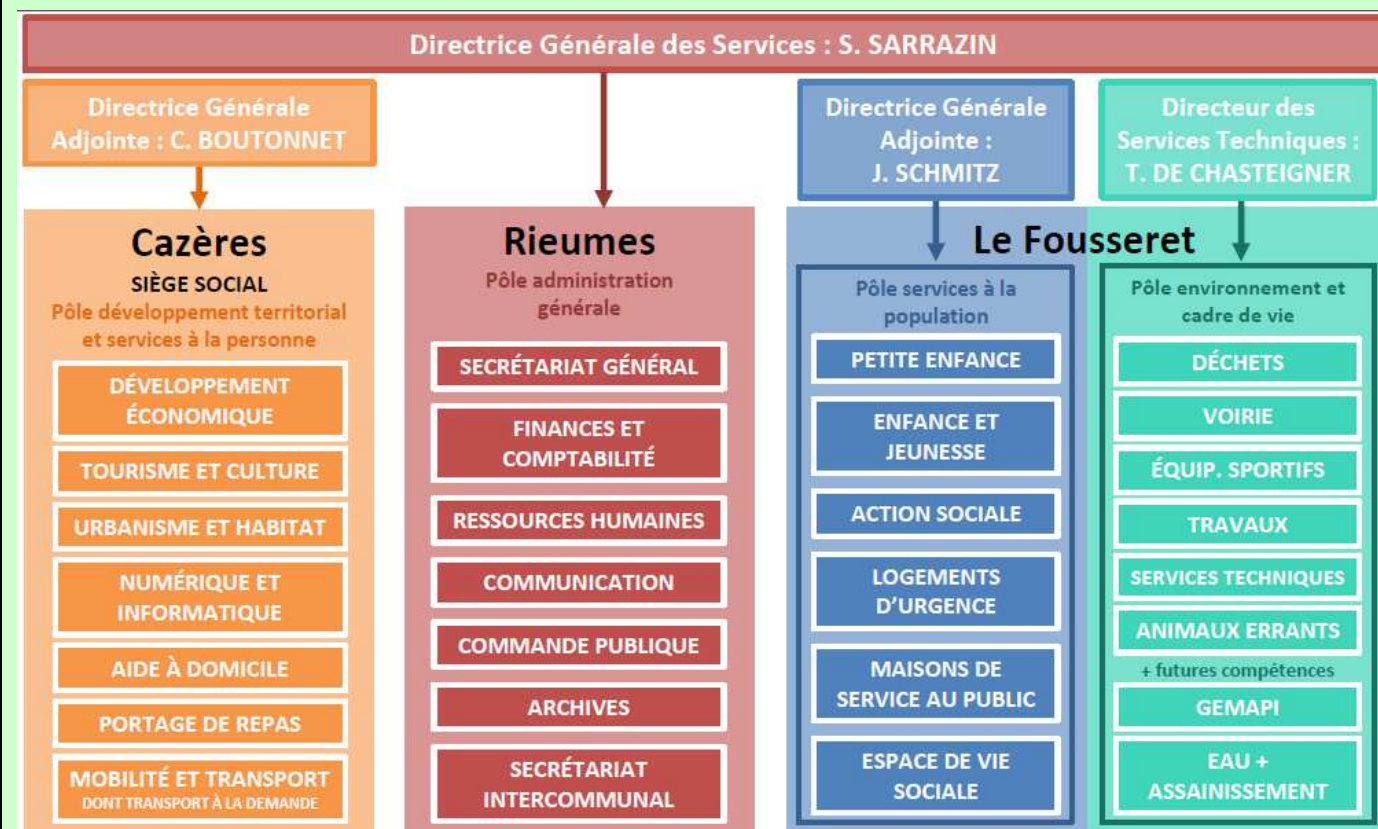 Directrice Générale des Services : S. SARRAZIN
Directrice Générale
Adjointe : C. BOUTONNET
Directrice Générale
Adjointe :
J. SCHMITZ
Directeur des
Services Techniques :
T. DE CHASTEIGNER
Cazères
SIÈGE SOCIAL
Pôle développement territorial
et services à la personne
DÉVELOPPEMENT
ÉCONOMIQUE
TOURISME ET CULTURE
URBANISME ET HABITAT
NUMÉRIQUE ET
INFORMATIQUE
AIDE À DOMICILE
PORTAGE DE REPAS
MOBILITÉ ET TRANSPORT
DONT TRANSPORT À LA DEMANDE
Rieumes
Pôle administration
générale
SECRÉTARIAT GÉNÉRAL
FINANCES ET
COMPTABILITÉ
RESSOURCES HUMAINES
COMMUNICATION
COMMANDE PUBLIQUE
ARCHIVES
SECRÉTARIAT
INTERCOMMUNAL
Le Fousseret
Pôle services à la
population
PETITE ENFANCE
ENFANCE ET
JEUNESSE
ACTION SOCIALE
LOGEMENTS
D'URGENCE
MAISONS DE
SERVICE AU PUBLIC
ESPACE DE VIE
SOCIALE
Pôle environnement et
cadre de vie
DÉCHETS
VOIRIE
ÉQUIP. SPORTIFS
TRAVAUX
SERVICES TECHNIQUES
ANIMAUX ERRANTS
+ futures compétences
GEMAPI
EAU +
ASSAINISSEMENT